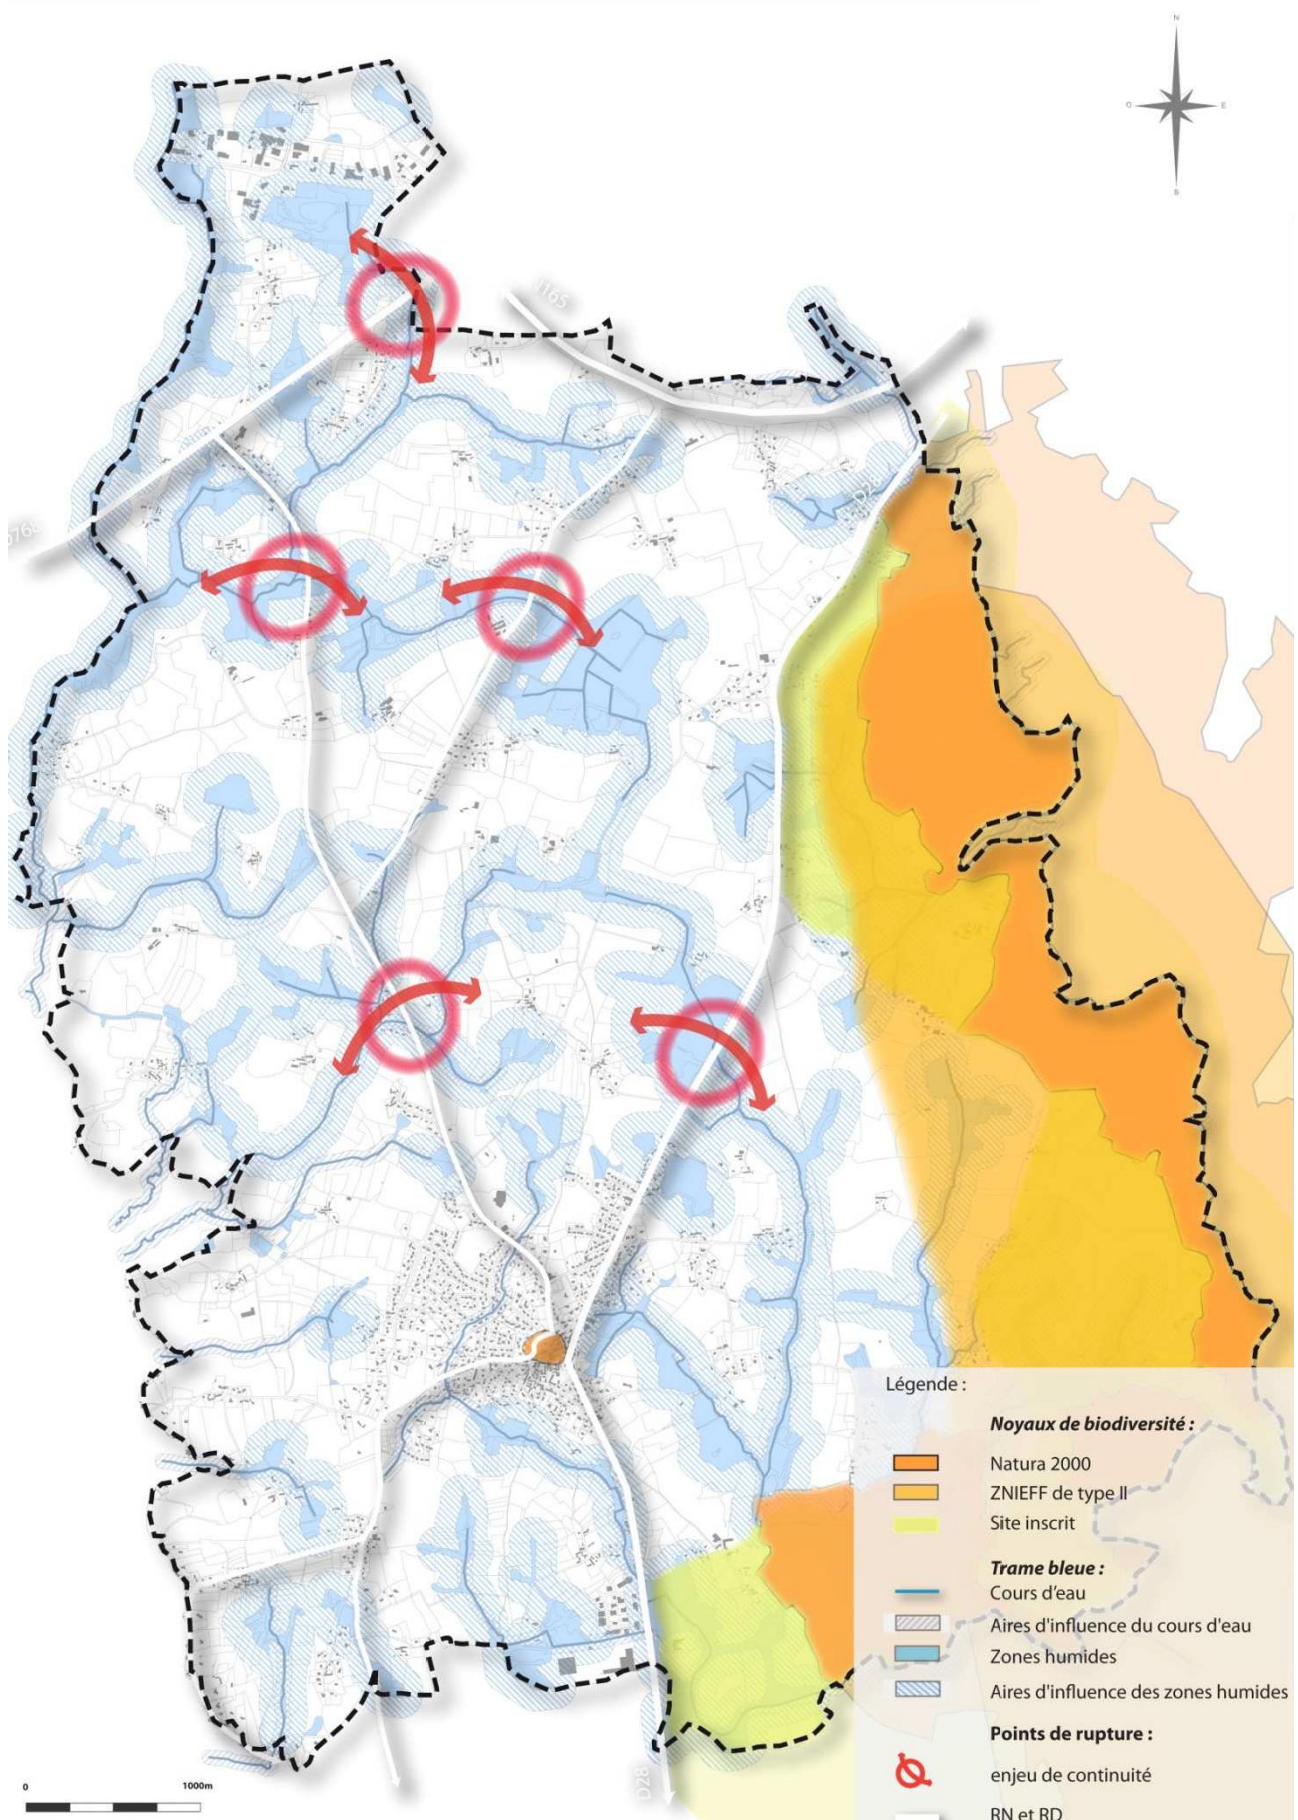 N
O
E
S
N165
D28
Légende :
Noyaux de biodiversité :
Natura 2000
ZNIEFF de type II
Site inscrit
Trame bleue :
Cours d'eau
Aires d'influence du cours d'eau
Zones humides
Aires d'influence des zones humides
Points de rupture :
enjeu de continuité
RN et RD
0 1000m
D28